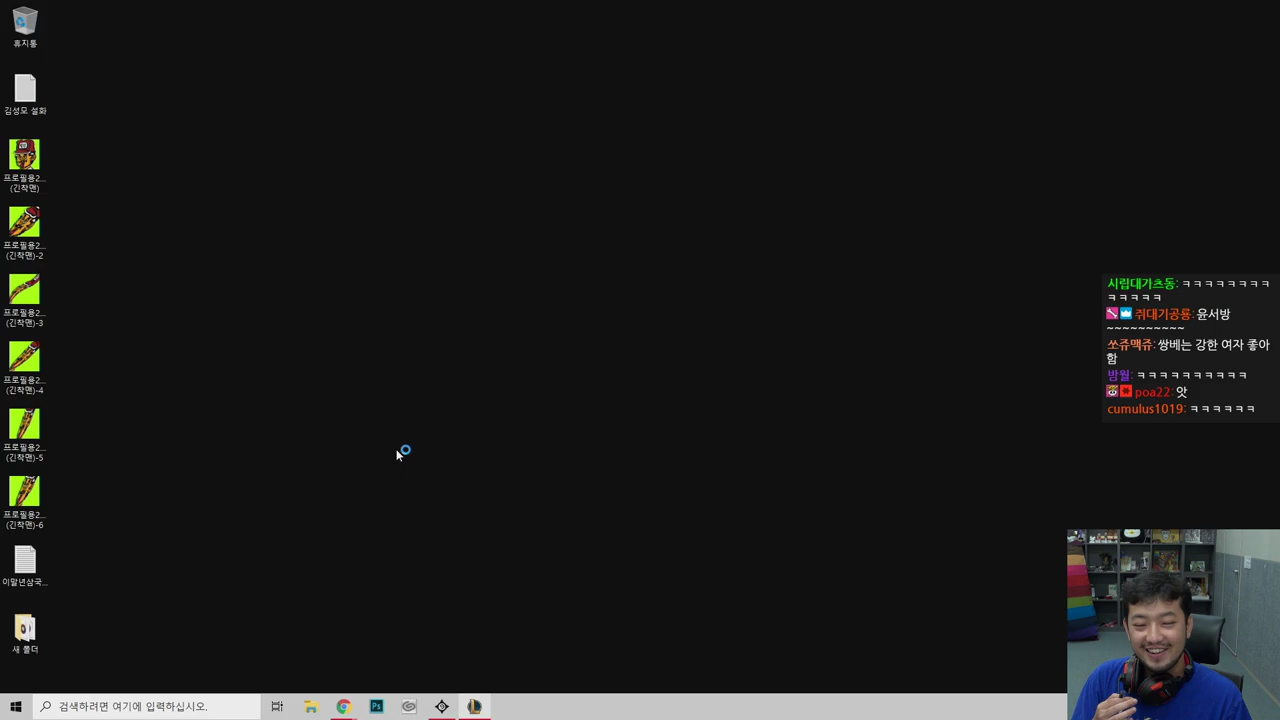 휴지통
김성모 설화
프로필용2...
(긴착맨)
프로필용2...
(긴착맨)-2
프로필용2...
(긴착맨)-3
프로필용2...
(긴착맨)-4
프로필용2...
(긴착맨)-5
프로필용2...
(긴착맨)-6
이말년삼국...
새 폴더
시립대가츠동: ㅋㅋㅋㅋㅋㅋㅋㅋ
ㅋㅋㅋㅋㅋ
취대기공룡: 윤서방
~~~~~~~~~~
쏘쥬맥쥬: 쌍베는 강한 여자 좋아
함
밤월: ㅋㅋㅋㅋㅋㅋㅋㅋㅋㅋ
poa22: 앗
cumulus1019: ㅋㅋㅋㅋㅋㅋ
검색하려면 여기에 입력하십시오.
Ps